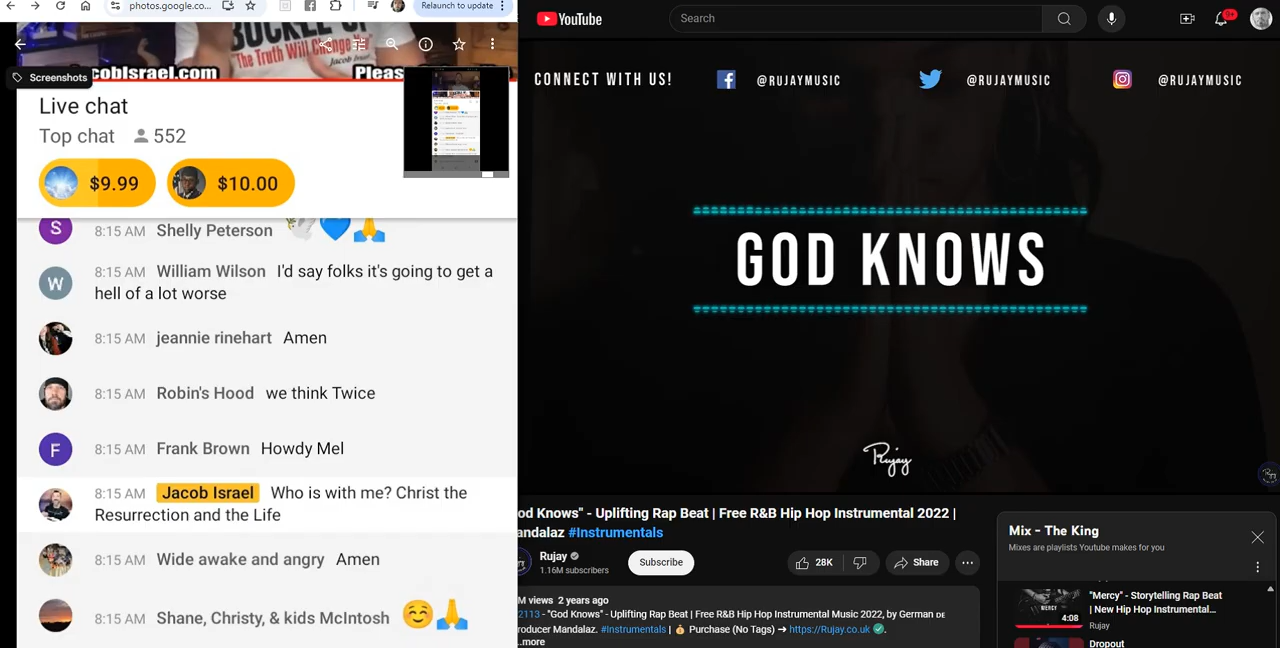 photos.google.co...
Relaunch to update
BUCKLE
"The Truth Will Change
Jacob Israel
cobIsrael.com
Pleas
Screenshots
Live chat
Top chat 552
$9.99 $10.00
S 8:15 AM Shelly Peterson 🕊️💙🙏
W 8:15 AM William Wilson I'd say folks it's going to get a
hell of a lot worse
8:15 AM jeannie rinehart Amen
8:15 AM Robin's Hood we think Twice
F 8:15 AM Frank Brown Howdy Mel
8:15 AM Jacob Israel Who is with me? Christ the
Resurrection and the Life
8:15 AM Wide awake and angry Amen
8:15 AM Shane, Christy, & kids McIntosh ☺️🙏
YouTube
Search
9+
CONNECT WITH US! @RUJAYMUSIC @RUJAYMUSIC @RUJAYMUSIC
GOD KNOWS
Rujay
od Knows" - Uplifting Rap Beat | Free R&B Hip Hop Instrumental 2022 |
andalaz #Instrumentals
Rujay
1.16M subscribers
Subscribe
28K
Share
M views 2 years ago
2113 - "God Knows" - Uplifting Rap Beat | Free R&B Hip Hop Instrumental Music 2022, by German DE
roducer Mandalaz. #Instrumentals | 💰 Purchase (No Tags) → https://Rujay.co.uk ✅.
...more
Mix - The King
Mixes are playlists Youtube makes for you
MERCY
4:08
"Mercy" - Storytelling Rap Beat
| New Hip Hop Instrumental...
Rujay
Dropout